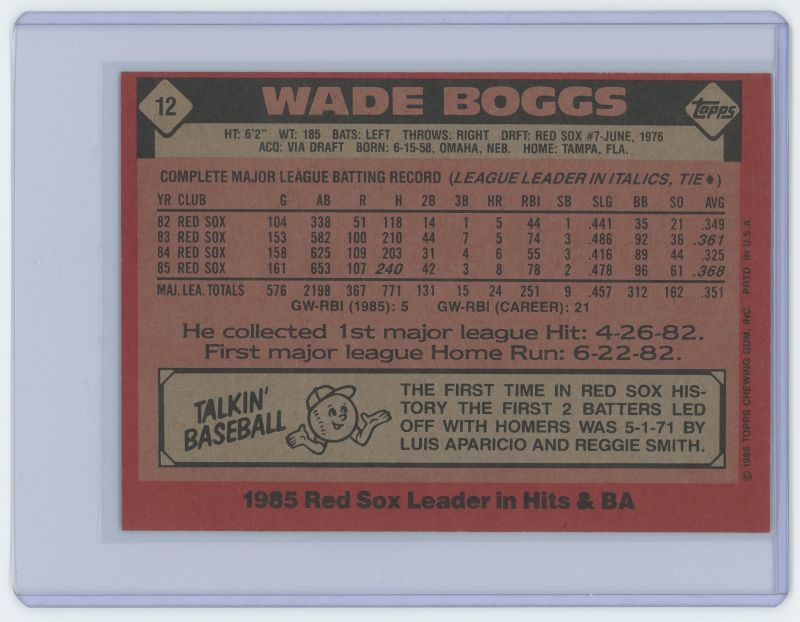 12 WADE BOGGS topps
HT: 6'2" WT: 185 BATS: LEFT THROWS: RIGHT DRFT: RED SOX #7-JUNE, 1976
ACQ: VIA DRAFT BORN: 6-15-58, OMAHA, NEB. HOME: TAMPA, FLA.
COMPLETE MAJOR LEAGUE BATTING RECORD (LEAGUE LEADER IN ITALICS, TIE♦)
YR CLUB G AB R H 2B 3B HR RBI SB SLG BB SO AVG
82 RED SOX 104 338 51 118 14 1 5 44 1 .441 35 21 .349
83 RED SOX 153 582 100 210 44 7 5 74 3 .486 92 36 .361
84 RED SOX 158 625 109 203 31 4 6 55 3 .416 89 44 .325
85 RED SOX 161 653 107 240 42 3 8 78 2 .478 96 61 .368
MAJ. LEA. TOTALS 576 2198 367 771 131 15 24 251 9 .457 312 162 .351
GW-RBI (1985): 5 GW-RBI (CAREER): 21
He collected 1st major league Hit: 4-26-82.
First major league Home Run: 6-22-82.
TALKIN'
BASEBALL
THE FIRST TIME IN RED SOX HIS-
TORY THE FIRST 2 BATTERS LED
OFF WITH HOMERS WAS 5-1-71 BY
LUIS APARICIO AND REGGIE SMITH.
1985 Red Sox Leader in Hits & BA
© 1986 TOPPS CHEWING GUM, INC. PRTD. IN U.S.A